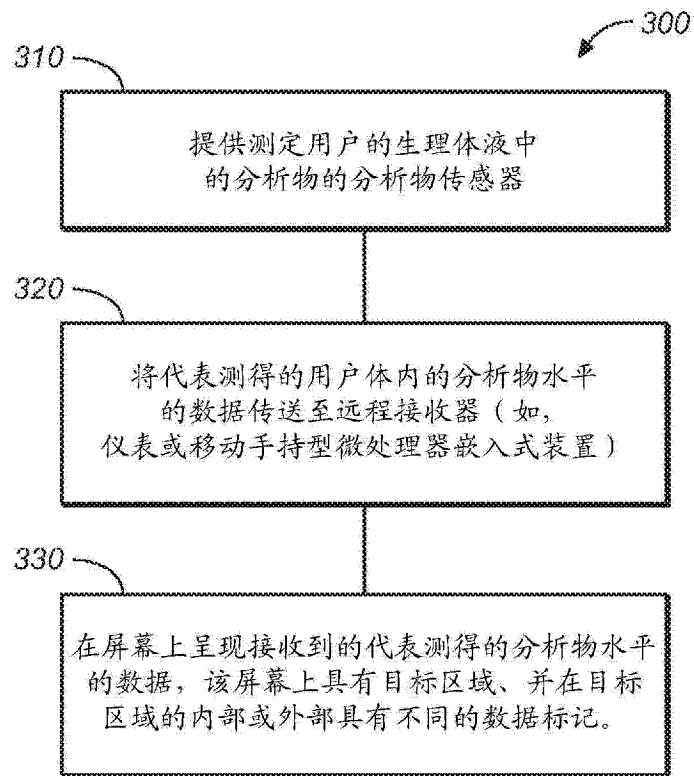 300
310
提供测定用户的生理体液中
的分析物的分析物传感器
320
将代表测得的用户体内的分析物水平
的数据传送至远程接收器（如，
仪表或移动手持型微处理器嵌入式装置）
330
在屏幕上呈现接收到的代表测得的分析物水平
的数据，该屏幕上具有目标区域、并在目标
区域的内部或外部具有不同的数据标记。